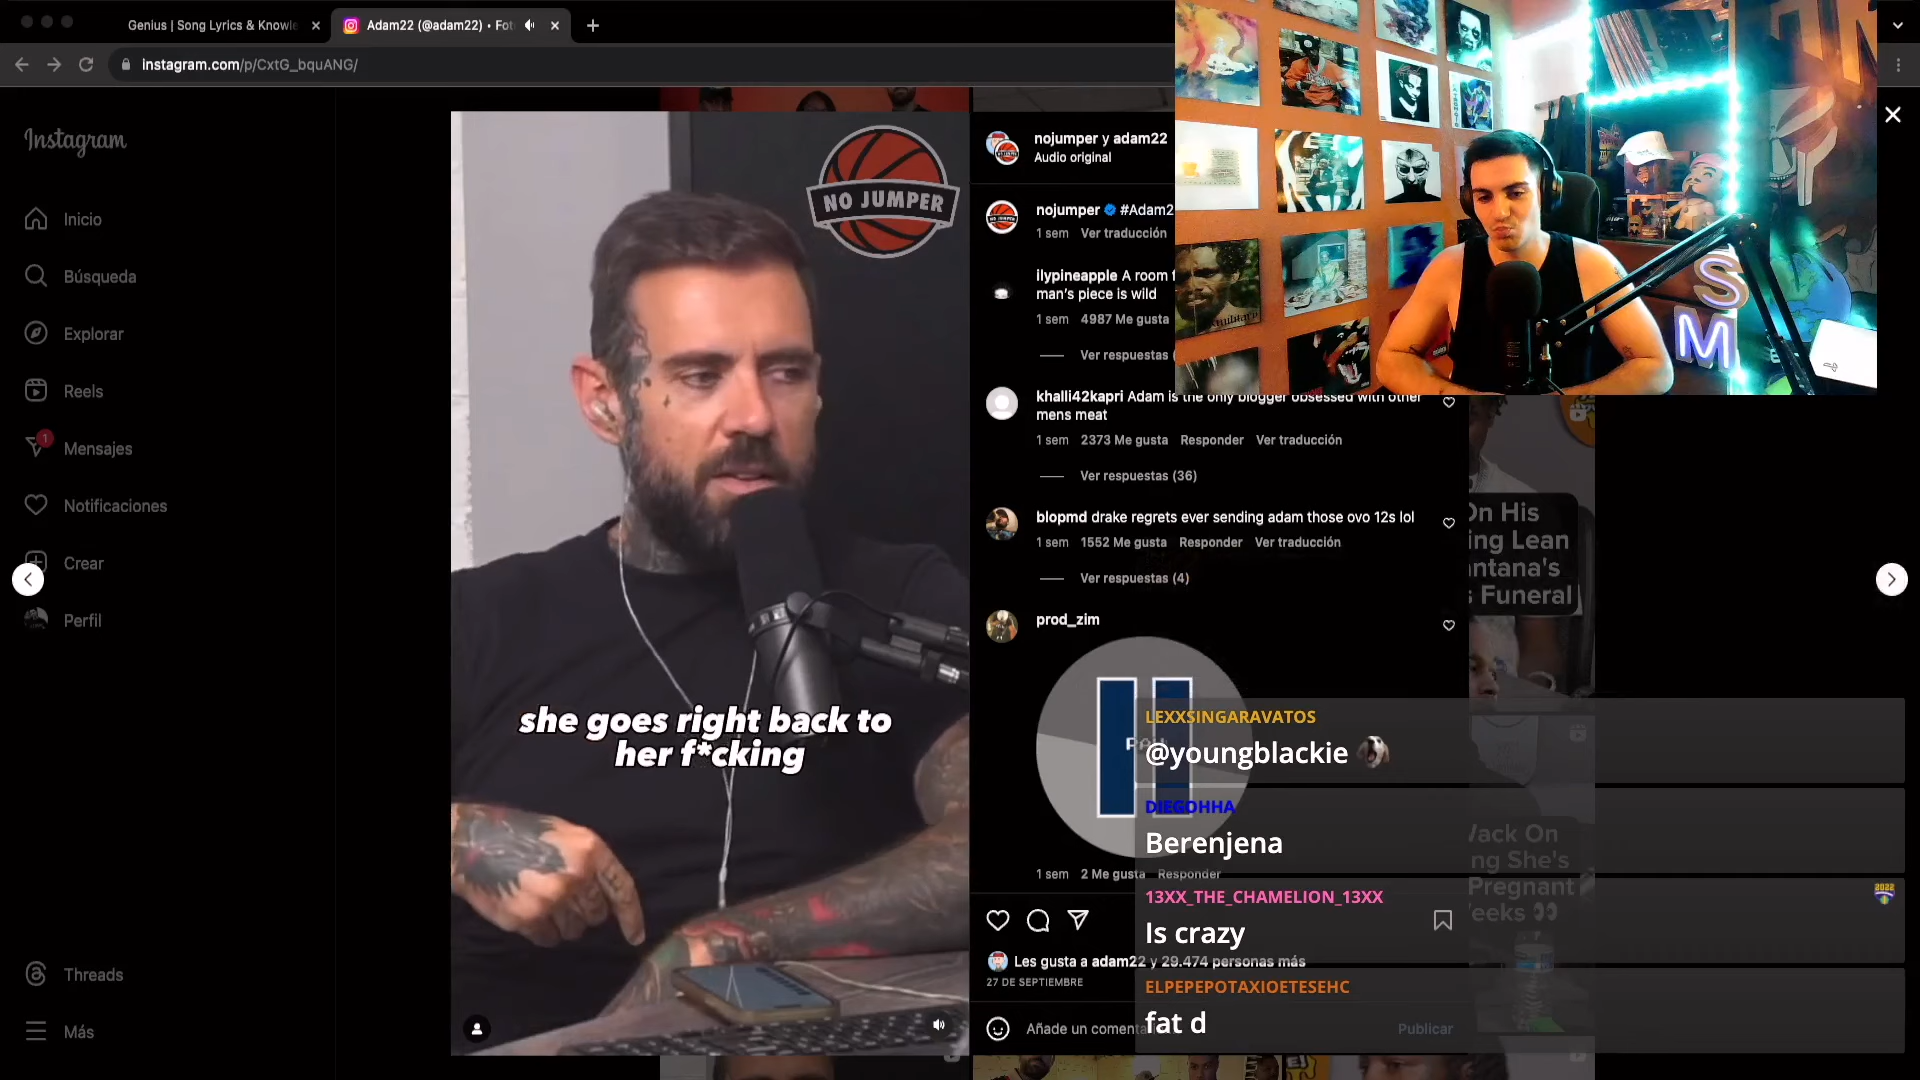 Genius | Song Lyrics & Knowle
Adam22 (@adam22) • Fot
instagram.com/p/CxtG_bquANG/
Instagram
Inicio
Búsqueda
Explorar
Reels
1
Mensajes
Notificaciones
Crear
Perfil
Threads
Más
NO JUMPER
she goes right back to
her f*cking
nojumper y adam22
Audio original
nojumper #Adam2
1 sem Ver traducción
ilypineapple A room f
man's piece is wild
1 sem 4987 Me gusta
Ver respuestas (
khalli42kapri Adam is the only blogger obsessed with other
mens meat
1 sem 2373 Me gusta Responder Ver traducción
Ver respuestas (36)
blopmd drake regrets ever sending adam those ovo 12s lol
1 sem 1552 Me gusta Responder Ver traducción
Ver respuestas (4)
prod_zim
1 sem 2 Me gusta Responder
Les gusta a adam22 y 29.474 personas más
27 DE SEPTIEMBRE
Añade un comenta
Publicar
On His
ing Lean
antana's
s Funeral
Wack On
ng She's
Pregnant
eeks 👀
S
M
LEXXSINGARAVATOS
@youngblackie
DIEGOHHA
Berenjena
13XX_THE_CHAMELION_13XX
2022
Is crazy
ELPEPEPOTAXIOETESEHC
fat d